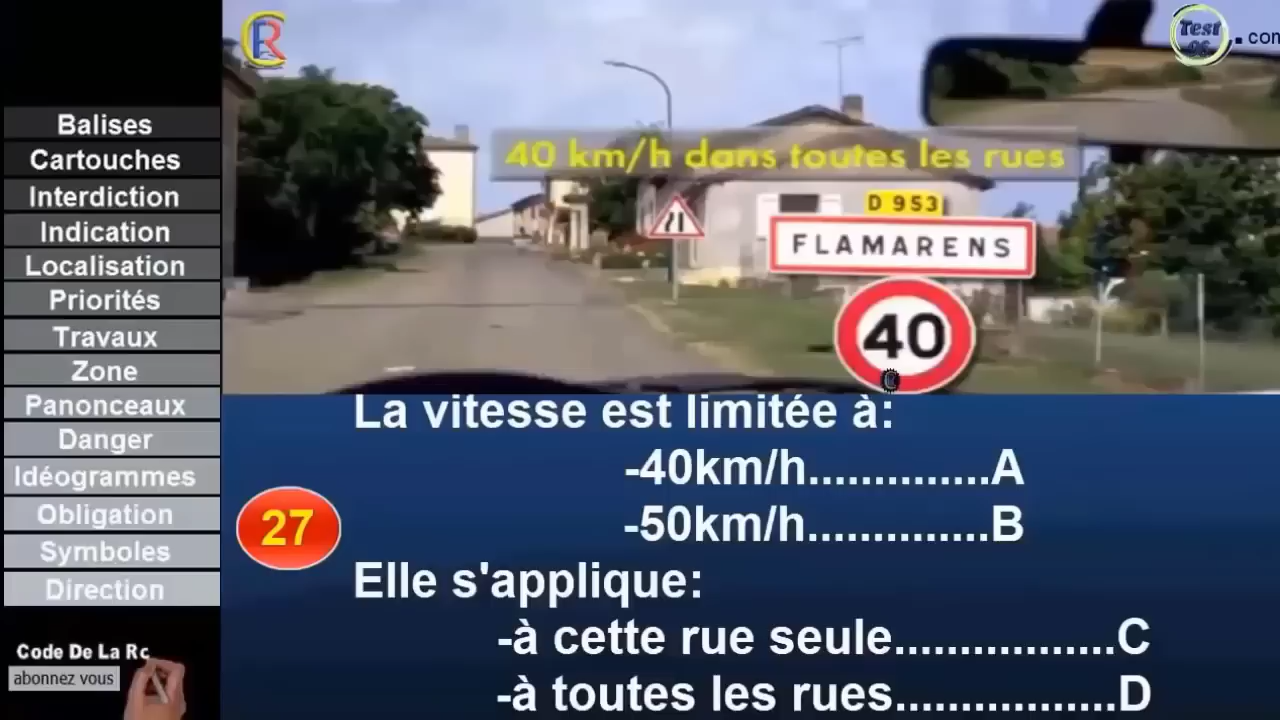 Balises
Cartouches
Interdiction
Indication
Localisation
Priorités
Travaux
Zone
Panonceaux
Danger
Idéogrammes
Obligation
Symboles
Direction
Code De La Rc
abonnez vous
Test
.com
40 km/h dans toutes les rues
D 953
FLAMARENS
40
27
La vitesse est limitée à:
-40km/h..............A
-50km/h..............B
Elle s'applique:
-à cette rue seule.................C
-à toutes les rues.................D